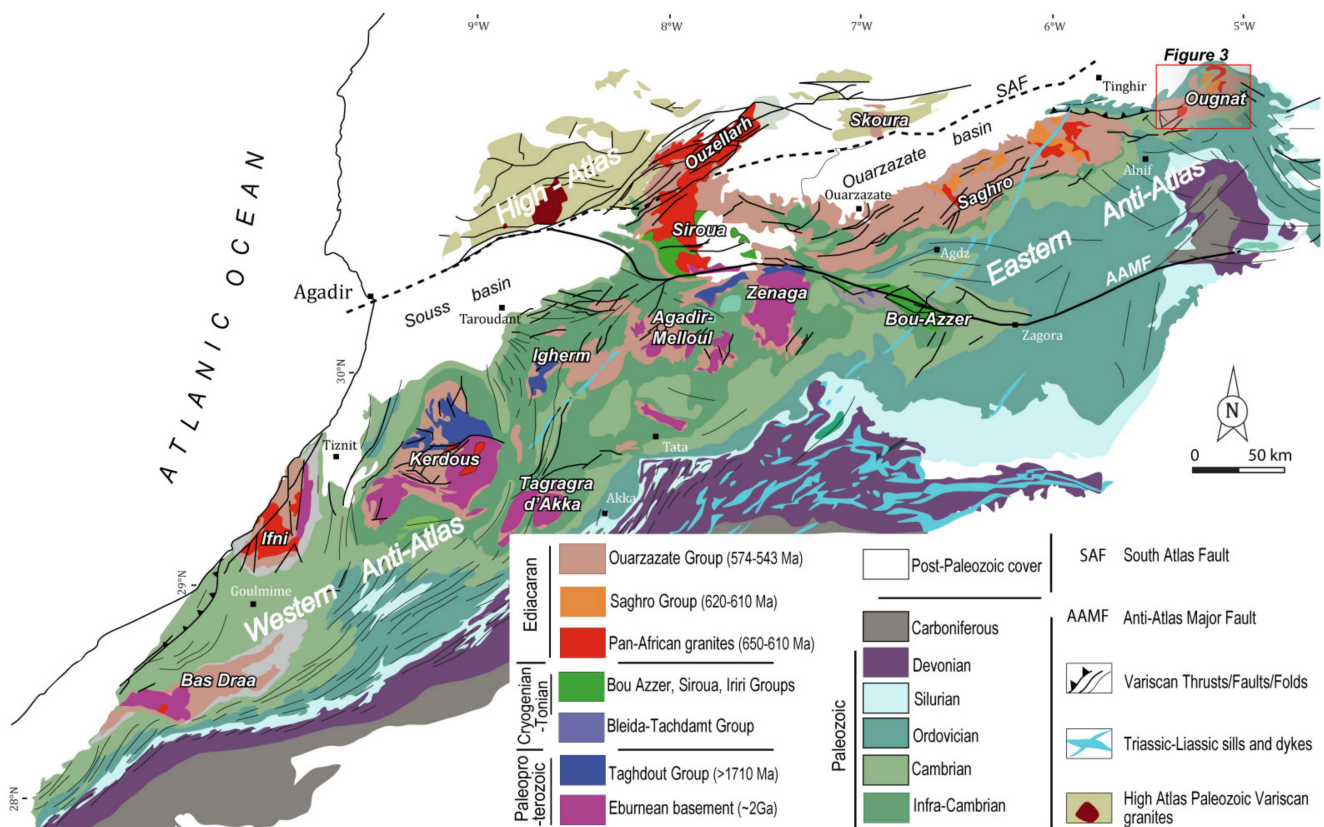 9°W
8°W
7°W
6°W
5°W
Figure 3
Tinghir
Ougnat
SAF
Skoura
Ouzellarh
basin
Ouarzazate
Ouarzazate
Alnif
High - Atlas
Saghro
Anti-Atlas
Siroua
Agdz
Eastern
AAMF
ATLANIC OCEAN
Agadir
Souss basin
Taroudant
Zenaga
Bou-Azzer
Agadir-
Melloul
Zagora
Igherm
30°N
N
Tiznit
Tata
0
50 km
Kerdous
Tagragra
d'Akka
Akka
Ifni
Anti-Atlas
29°N
Goulmime
Western
Bas Draa
28°N
Ediacaran
Ouarzazate Group (574-543 Ma)
Saghro Group (620-610 Ma)
Pan-African granites (650-610 Ma)
Cryogenian
-Tonian
Bou Azzer, Siroua, Iriri Groups
Bleida-Tachdamt Group
Paleopro
-terozoic
Taghdout Group (>1710 Ma)
Eburnean basement (~2Ga)
Post-Paleozoic cover
Paleozoic
Carboniferous
Devonian
Silurian
Ordovician
Cambrian
Infra-Cambrian
SAF South Atlas Fault
AAMF Anti-Atlas Major Fault
Variscan Thrusts/Faults/Folds
Triassic-Liassic sills and dykes
High Atlas Paleozoic Variscan
granites